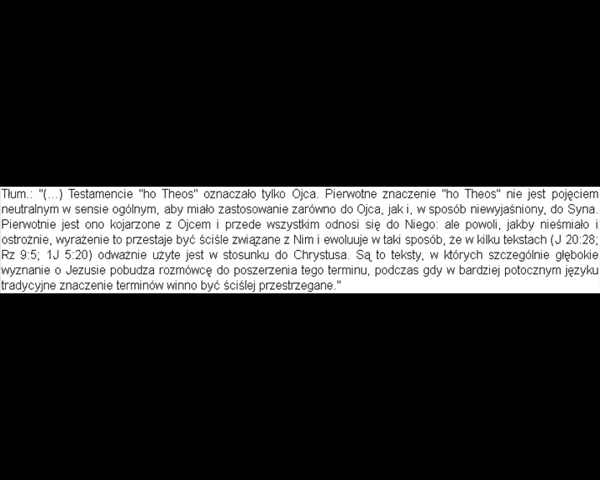 Tłum.: "(...) Testamencie "ho Theos" oznaczało tylko Ojca. Pierwotne znaczenie "ho Theos" nie jest pojęciem
neutralnym w sensie ogólnym, aby miało zastosowanie zarówno do Ojca, jak i, w sposób niewyjaśniony, do Syna.
Pierwotnie jest ono kojarzone z Ojcem i przede wszystkim odnosi się do Niego: ale powoli, jakby nieśmiało i
ostrożnie, wyrażenie to przestaje być ściśle związane z Nim i ewoluuje w taki sposób, że w kilku tekstach (J 20:28;
Rz 9:5; 1J 5:20) odważnie użyte jest w stosunku do Chrystusa. Są to teksty, w których szczególnie głębokie
wyznanie o Jezusie pobudza rozmówcę do poszerzenia tego terminu, podczas gdy w bardziej potocznym języku
tradycyjne znaczenie terminów winno być ściślej przestrzegane."